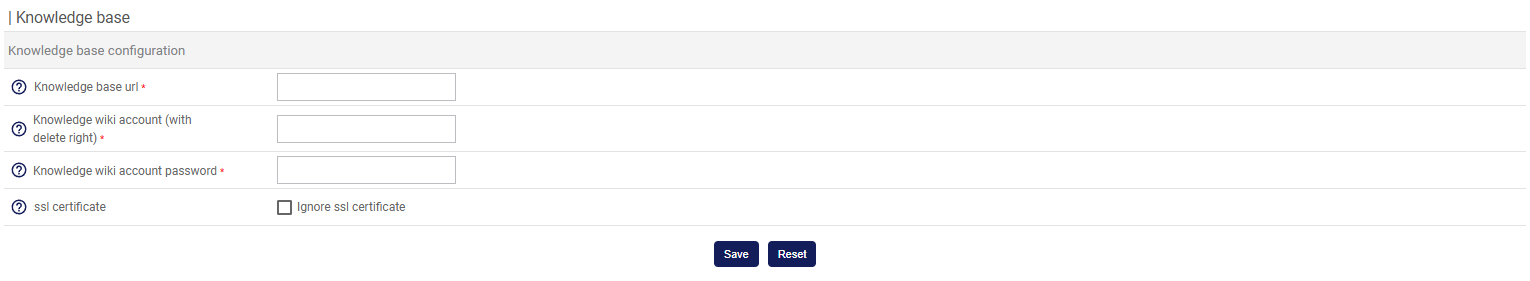 Knowledge base
Knowledge base configuration
Knowledge base url *
Knowledge wiki account (with
delete right) *
Knowledge wiki account password *
ssl certificate
Ignore ssl certificate
Save
Reset